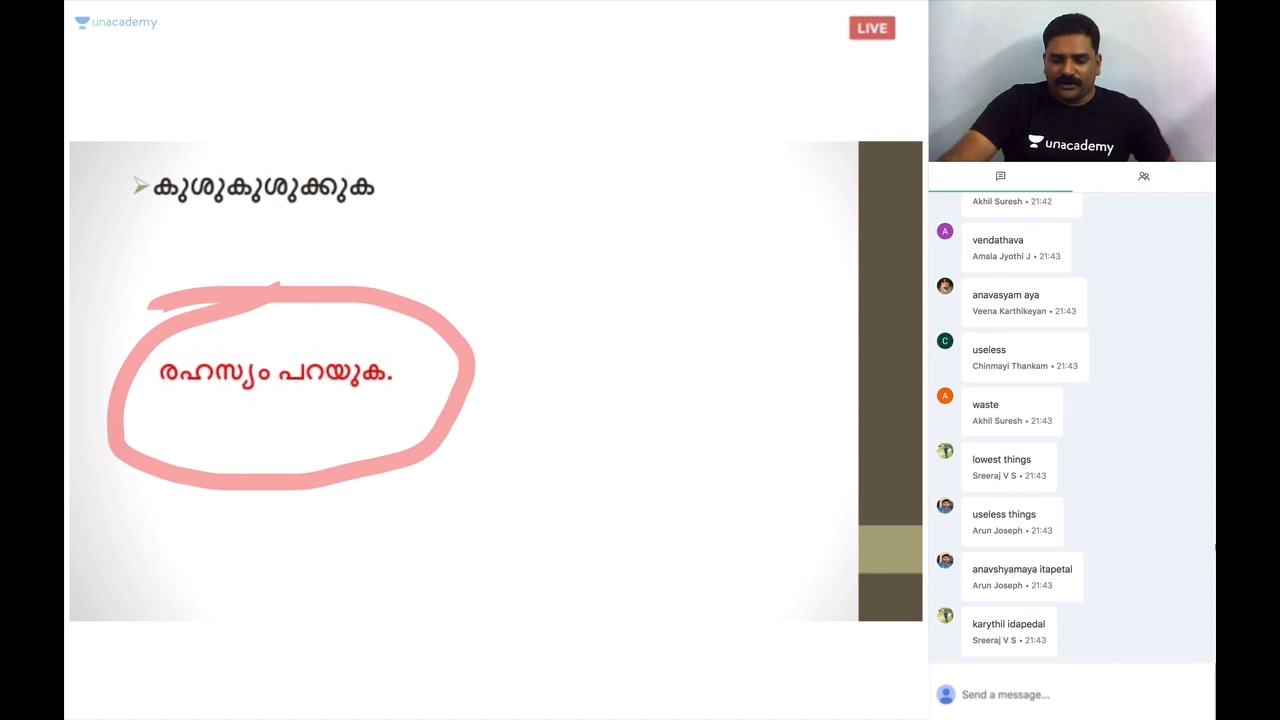 unacademy
LIVE
കുശുകുശുക്കുക
രഹസ്യം പറയുക.
unacademy
Akhil Suresh • 21:42
A
vendathava
Amala Jyothi J • 21:43
anavasyam aya
Veena Karthikeyan • 21:43
C
useless
Chinmayi Thankam • 21:43
A
waste
Akhil Suresh • 21:43
lowest things
Sreeraj V S • 21:43
useless things
Arun Joseph • 21:43
anavshyamaya itapetal
Arun Joseph • 21:43
karythil idapedal
Sreeraj V S • 21:43
Send a message...